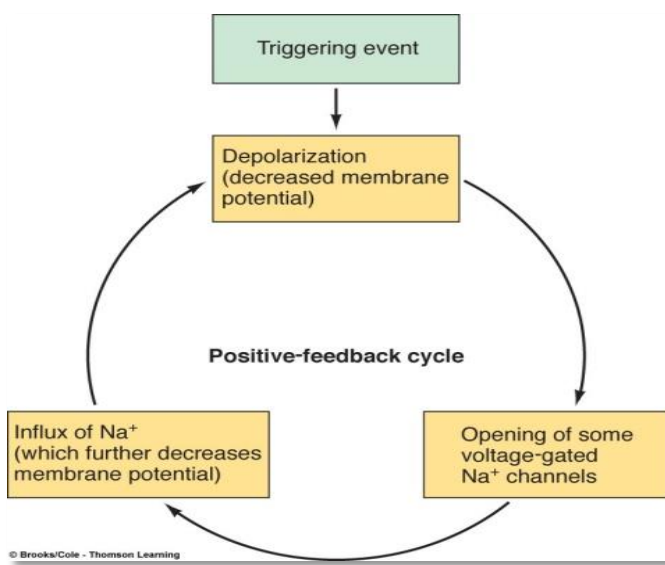 Triggering event
Depolarization
(decreased membrane
potential)
Positive-feedback cycle
Influx of Na⁺
(which further decreases
membrane potential)
Opening of some
voltage-gated
Na⁺ channels
© Brooks/Cole - Thomson Learning